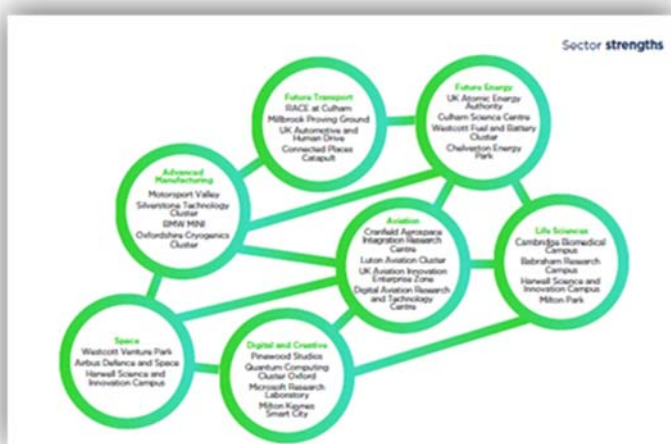 Sector strengths
Future Transport
RACE at Culham
Millbrook Proving Ground
UK Automotive and
Human Drive
Connected Places
Catapult
Future Energy
UK Atomic Energy
Authority
Culham Science Centre
Westcott Fuel and Battery
Cluster
Chelveston Energy
Park
Advanced
Manufacturing
Motorsport Valley
Silverstone Technology
Cluster
BMW MINI
Oxfordshire Cryogenics
Cluster
Aviation
Cranfield Aerospace
Integration Research
Centre
Luton Aviation Cluster
UK Aviation Innovation
Enterprise Zone
Digital Aviation Research
and Technology
Centre
Life Sciences
Cambridge Biomedical
Campus
Babraham Research
Campus
Harwell Science and
Innovation Campus
Milton Park
Space
Westcott Venture Park
Airbus Defence and Space
Harwell Science and
Innovation Campus
Digital and Creative
Pinewood Studios
Quantum Computing
Cluster Oxford
Microsoft Research
Laboratory
Milton Keynes
Smart City